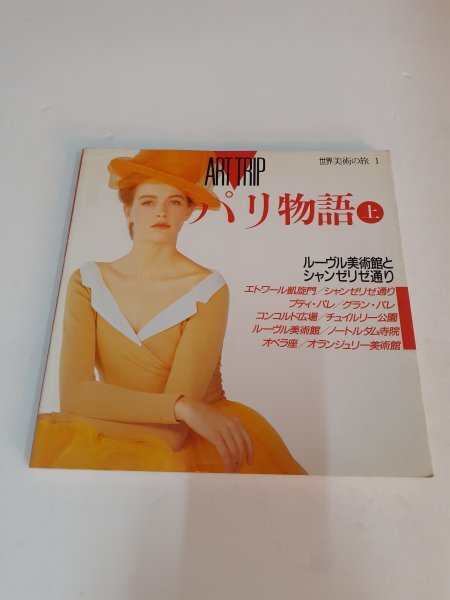 世界美術の旅 1
ART TRIP
パリ物語 上
ルーヴル美術館と
シャンゼリゼ通り
エトワール凱旋門/シャンゼリゼ通り
プティ・パレ/グラン・パレ
コンコルド広場/チュイルリー公園
ルーヴル美術館/ノートルダム寺院
オペラ座/オランジュリー美術館